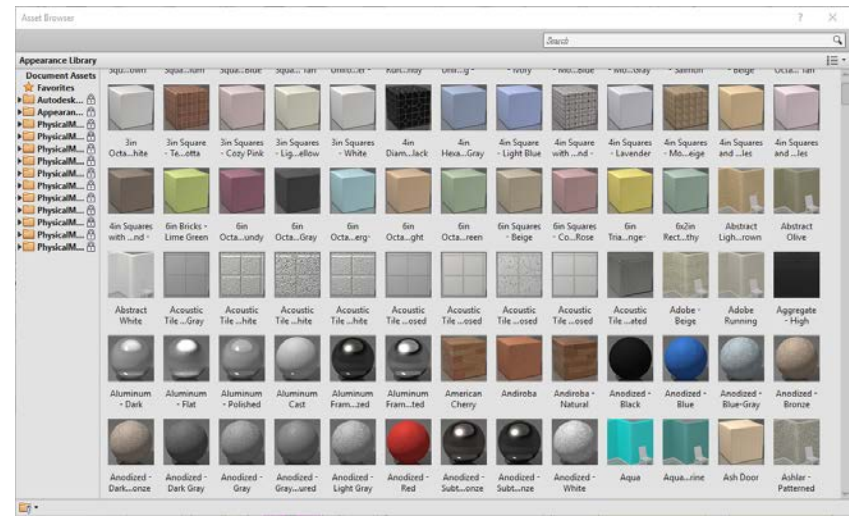 Asset Browser
Search
Appearance Library
Document Assets
Favorites
Autodesk...
Appearan...
PhysicalM...
PhysicalM...
PhysicalM...
PhysicalM...
PhysicalM...
PhysicalM...
PhysicalM...
PhysicalM...
PhysicalM...
PhysicalM...
PhysicalM...
3in
Octa...hite
3in Square
- Te...otta
3in Squares
- Cozy Pink
3in Squares
- Lig...ellow
3in Squares
- White
4in
Diam...lack
4in
Hexa...Gray
4in Square
- Light Blue
4in Square
with ...nd -
4in Squares
- Lavender
4in Squares
- Mo...eige
4in Squares
and ...les
4in Squares
and ...les
4in Squares
with ...nd -
6in Bricks -
Lime Green
6in
Octa...undy
6in
Octa...Gray
6in
Octa...erg-
6in
Octa...ght
6in
Octa...reen
6in Squares
- Beige
6in Squares
- Co...Rose
6in
Tria...nge-
6x2in
Rect...thy
Abstract
Ligh...rown
Abstract
Olive
Abstract
White
Acoustic
Tile ...Gray
Acoustic
Tile ...hite
Acoustic
Tile ...hite
Acoustic
Tile ...hite
Acoustic
Tile ...osed
Acoustic
Tile ...osed
Acoustic
Tile ...osed
Acoustic
Tile ...osed
Acoustic
Tile ...ated
Adobe -
Beige
Adobe
Running
Aggregate
- High
Aluminum
- Dark
Aluminum
- Flat
Aluminum
- Polished
Aluminum
Cast
Aluminum
Fram...zed
Aluminum
Fram...ted
American
Cherry
Andiroba
Andiroba -
Natural
Anodized -
Black
Anodized -
Blue
Anodized -
Blue-Gray
Anodized -
Bronze
Anodized -
Dark...onze
Anodized -
Dark Gray
Anodized -
Gray
Anodized -
Gray...ured
Anodized -
Light Gray
Anodized -
Red
Anodized -
Subt...onze
Anodized -
Subt...nze
Anodized -
White
Aqua
Aqua...rine
Ash Door
Ashlar -
Patterned